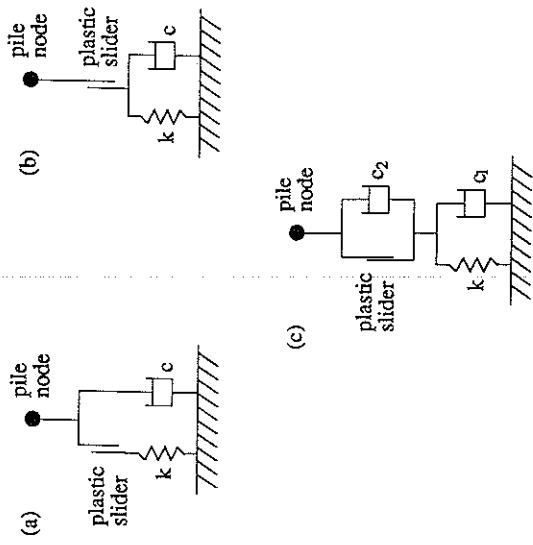 (a)
pile
node
plastic
slider
k
c
(b)
pile
node
plastic
slider
k
c
(c)
pile
node
plastic
slider
c₂
k
c₁